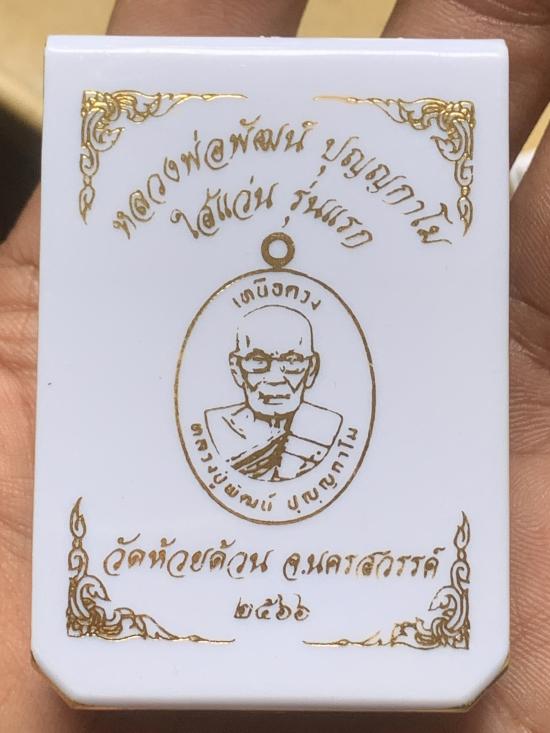 หลวงพ่อพัฒน์ ปุญญกาโม
ใส่แว่น รุ่นแรก
เหนือดวง
หลวงปู่พัฒน์ ปุญญกาโม
วัดห้วยด้วน จ.นครสวรรค์
๒๕๖๖